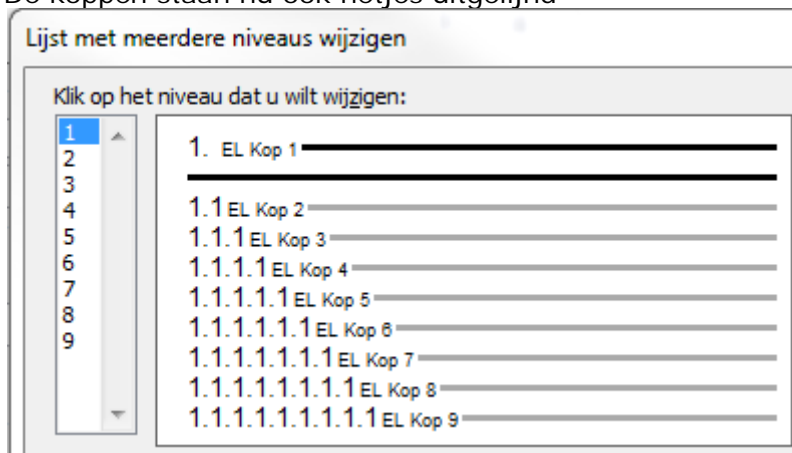 De koppen staan nu ook netjes uitgelijnd
Lijst met meerdere niveaus wijzigen
Klik op het niveau dat u wilt wijzigen:
1
2
3
4
5
6
7
8
9
1. EL Kop 1
1.1 EL Kop 2
1.1.1 EL Kop 3
1.1.1.1 EL Kop 4
1.1.1.1.1 EL Kop 5
1.1.1.1.1.1 EL Kop 6
1.1.1.1.1.1.1 EL Kop 7
1.1.1.1.1.1.1.1 EL Kop 8
1.1.1.1.1.1.1.1.1 EL Kop 9